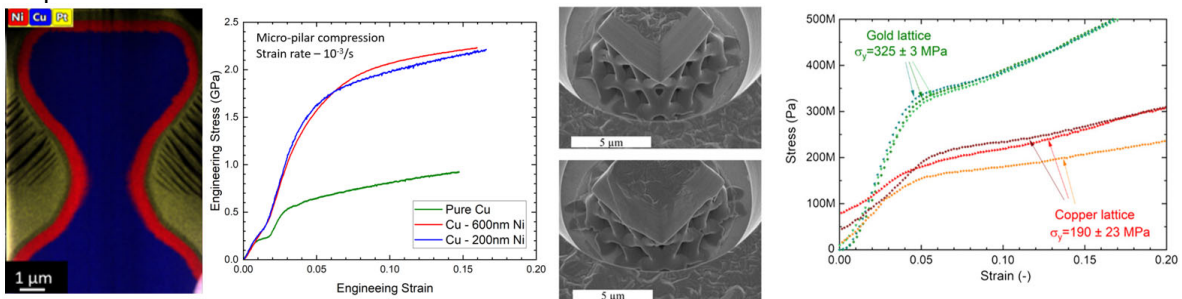 Ni Cu Pt
1 μm
2.5
2.0
1.5
1.0
0.5
0.0
0.00 0.05 0.10 0.15 0.20
Engineering Stress (GPa)
Engineeing Strain
Micro-pilar compression
Strain rate – 10⁻³/s
Pure Cu
Cu - 600nm Ni
Cu - 200nm Ni
5 μm
5 μm
500M
400M
300M
200M
100M
0
0.00 0.05 0.10 0.15 0.20
Stress (Pa)
Strain (-)
Gold lattice
σy=325 ± 3 MPa
Copper lattice
σy=190 ± 23 MPa